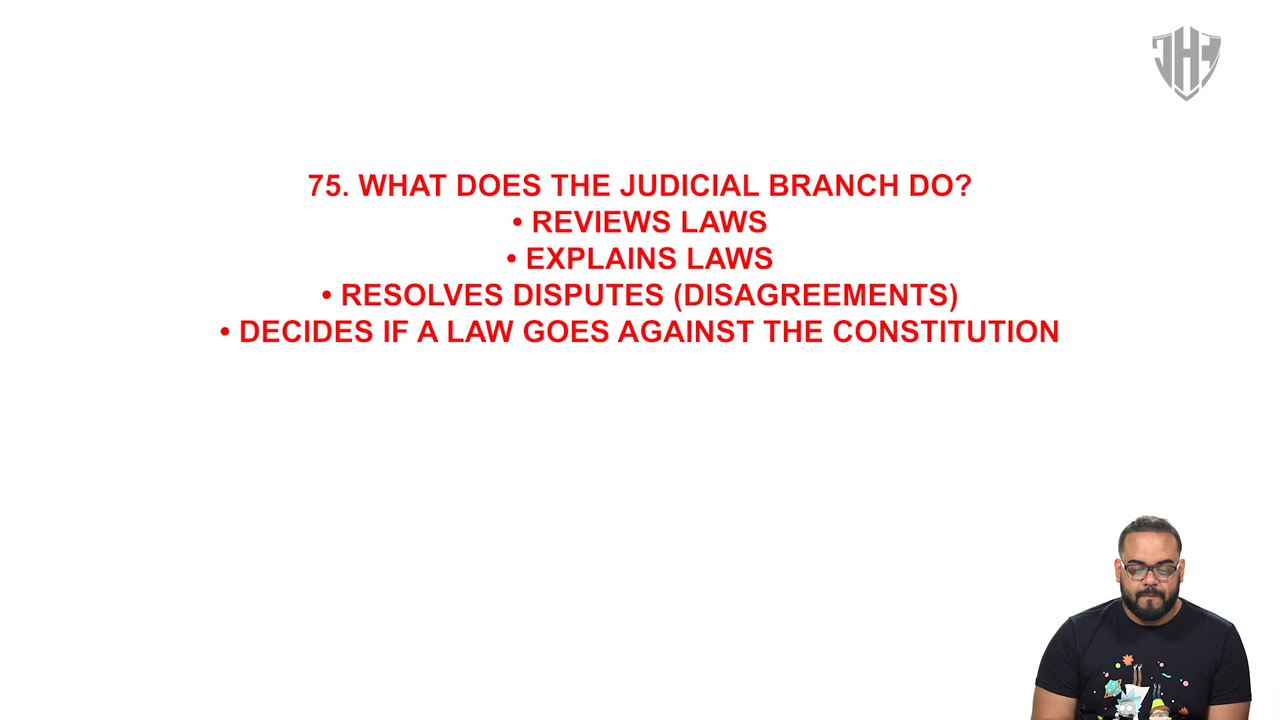 JHE
75. WHAT DOES THE JUDICIAL BRANCH DO?
• REVIEWS LAWS
• EXPLAINS LAWS
• RESOLVES DISPUTES (DISAGREEMENTS)
• DECIDES IF A LAW GOES AGAINST THE CONSTITUTION